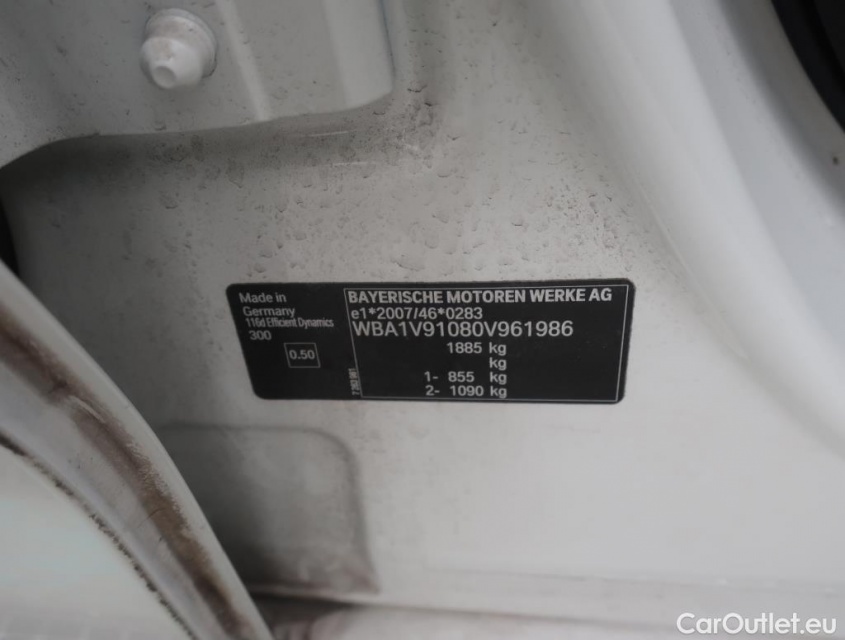 Made in
Germany
116d Efficient Dynamics
300
0.50
BAYERISCHE MOTOREN WERKE AG
e1*2007/46*0283
WBA1V91080V961986
1885 kg
kg
1- 855 kg
2- 1090 kg
CarOutlet.eu